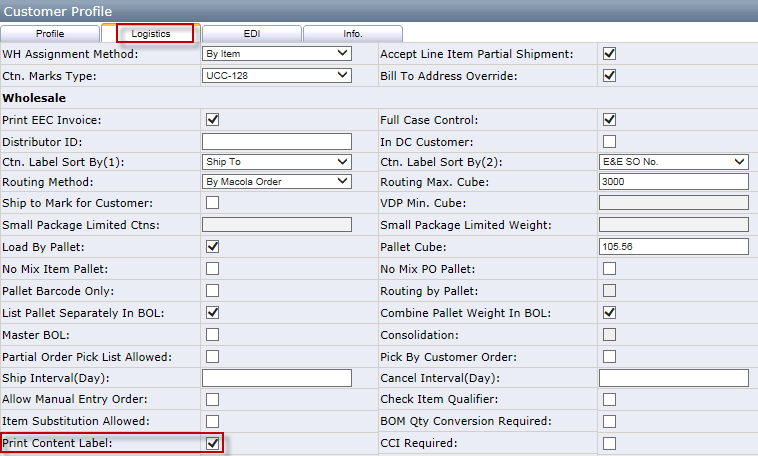 Customer Profile
Profile Logistics EDI Info.
WH Assignment Method: By Item Accept Line Item Partial Shipment:
Ctn. Marks Type: UCC-128 Bill To Address Override:
Wholesale
Print EEC Invoice: Full Case Control:
Distributor ID: In DC Customer:
Ctn. Label Sort By(1): Ship To Ctn. Label Sort By(2): E&E SO No.
Routing Method: By Macola Order Routing Max. Cube: 3000
Ship to Mark for Customer: VDP Min. Cube:
Small Package Limited Ctns: Small Package Limited Weight:
Load By Pallet: Pallet Cube: 105.56
No Mix Item Pallet: No Mix PO Pallet:
Pallet Barcode Only: Routing by Pallet:
List Pallet Separately In BOL: Combine Pallet Weight In BOL:
Master BOL: Consolidation:
Partial Order Pick List Allowed: Pick By Customer Order:
Ship Interval(Day): Cancel Interval(Day):
Allow Manual Entry Order: Check Item Qualifier:
Item Substitution Allowed: BOM Qty Conversion Required:
Print Content Label: CCI Required: